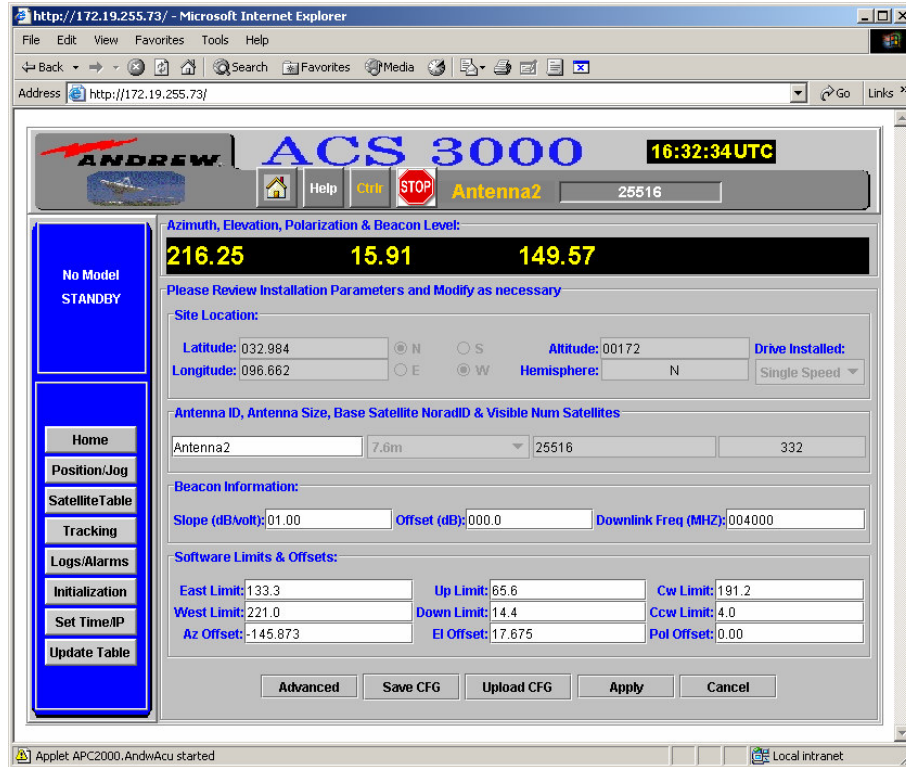 http://172.19.255.73/ - Microsoft Internet Explorer
File Edit View Favorites Tools Help
Back Search Favorites Media
Address http://172.19.255.73/ Go Links »
ANDREW. ACS 3000 16:32:34 UTC
Help Ctrlr STOP Antenna2 25516
No Model
STANDBY
Home
Position/Jog
SatelliteTable
Tracking
Logs/Alarms
Initialization
Set Time/IP
Update Table
Azimuth, Elevation, Polarization & Beacon Level:
216.25 15.91 149.57
Please Review Installation Parameters and Modify as necessary
Site Location:
Latitude: 032.984 N S Altitude: 00172 Drive Installed:
Longitude: 096.662 E W Hemisphere: N Single Speed
Antenna ID, Antenna Size, Base Satellite NoradID & Visible Num Satellites
Antenna2 7.6m 25516 332
Beacon Information:
Slope (dB/volt): 01.00 Offset (dB): 000.0 Downlink Freq (MHZ): 004000
Software Limits & Offsets:
East Limit: 133.3 Up Limit: 65.6 Cw Limit: 191.2
West Limit: 221.0 Down Limit: 14.4 Ccw Limit: 4.0
Az Offset: -145.873 El Offset: 17.675 Pol Offset: 0.00
Advanced Save CFG Upload CFG Apply Cancel
Applet APC2000.AndwAcu started Local intranet